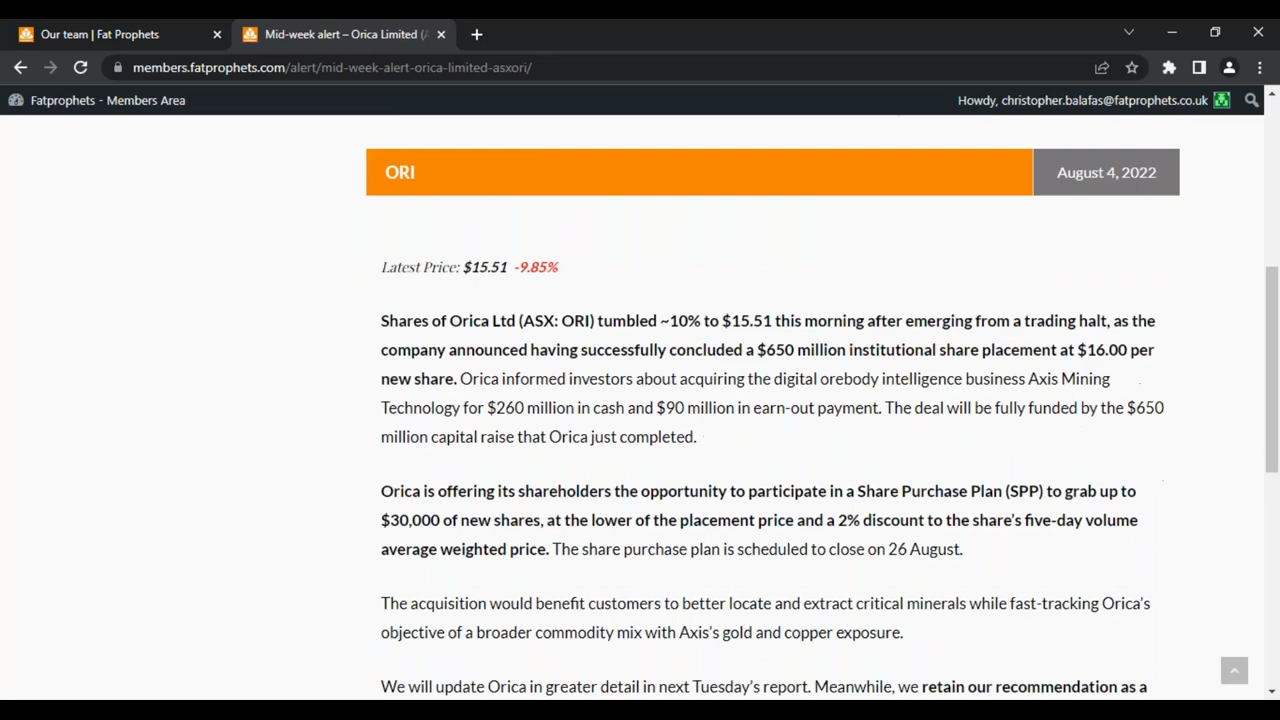 Our team | Fat Prophets
Mid-week alert – Orica Limited (A
members.fatprophets.com/alert/mid-week-alert-orica-limited-asxori/
Fatprophets - Members Area
Howdy, christopher.balafas@fatprophets.co.uk
ORI
August 4, 2022
Latest Price: $15.51 -9.85%
Shares of Orica Ltd (ASX: ORI) tumbled ~10% to $15.51 this morning after emerging from a trading halt, as the
company announced having successfully concluded a $650 million institutional share placement at $16.00 per
new share. Orica informed investors about acquiring the digital orebody intelligence business Axis Mining
Technology for $260 million in cash and $90 million in earn-out payment. The deal will be fully funded by the $650
million capital raise that Orica just completed.
Orica is offering its shareholders the opportunity to participate in a Share Purchase Plan (SPP) to grab up to
$30,000 of new shares, at the lower of the placement price and a 2% discount to the share’s five-day volume
average weighted price. The share purchase plan is scheduled to close on 26 August.
The acquisition would benefit customers to better locate and extract critical minerals while fast-tracking Orica’s
objective of a broader commodity mix with Axis’s gold and copper exposure.
We will update Orica in greater detail in next Tuesday’s report. Meanwhile, we retain our recommendation as a